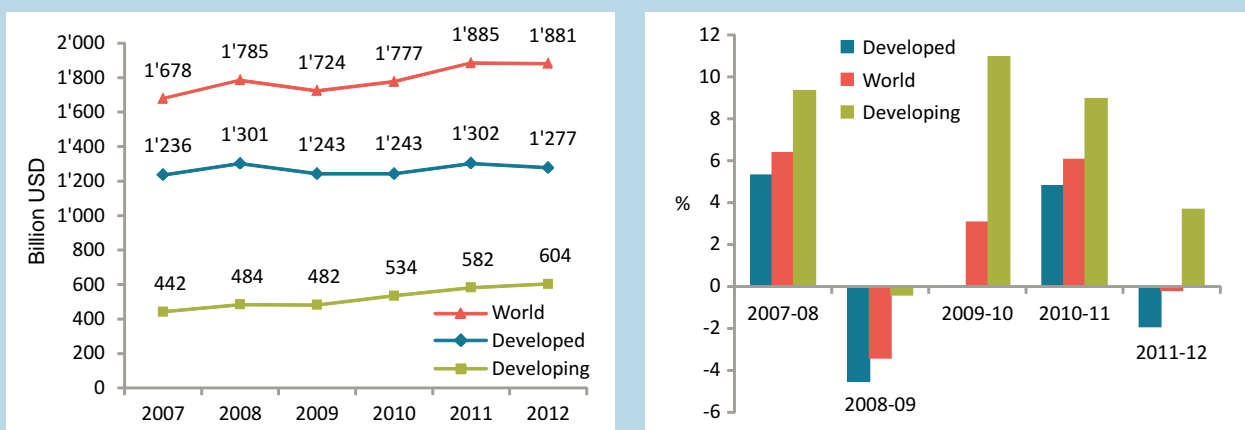 1'678 1'785 1'724 1'777 1'885 1'881
1'236 1'301 1'243 1'243 1'302 1'277
442 484 482 534 582 604
Billion USD
2'000
1'800
1'600
1'400
1'200
1'000
800
600
400
200
0
2007 2008 2009 2010 2011 2012
World
Developed
Developing
%
12
10
8
6
4
2
0
-2
-4
-6
Developed
World
Developing
2007-08
2008-09
2009-10
2010-11
2011-12